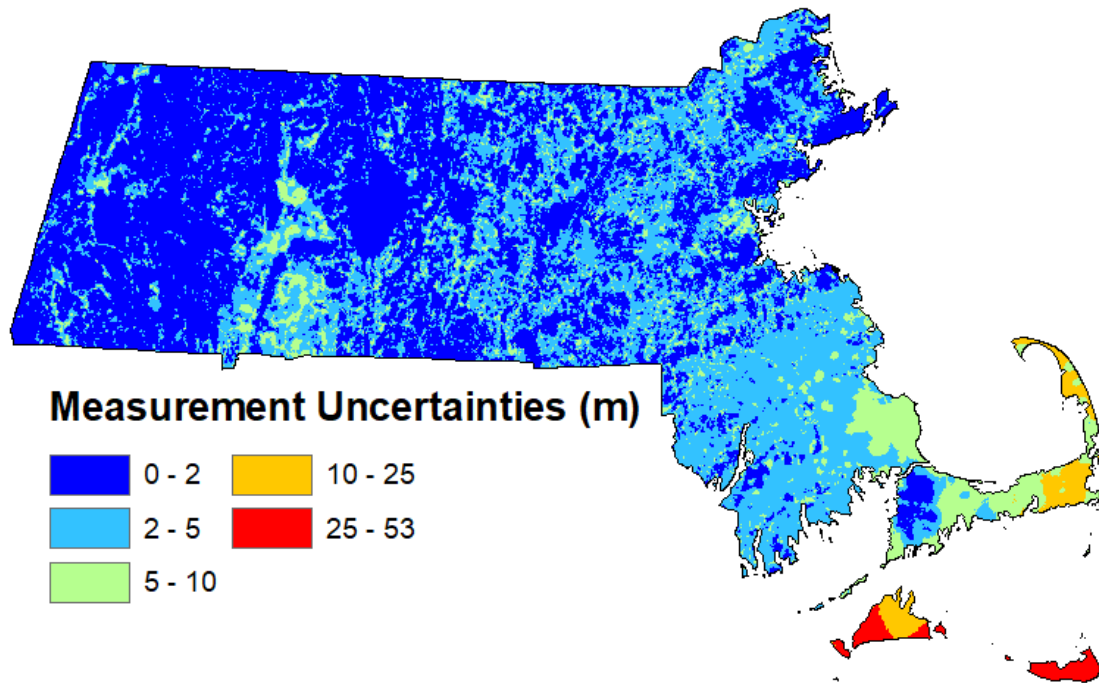 Measurement Uncertainties (m)
0 - 2
10 - 25
2 - 5
25 - 53
5 - 10